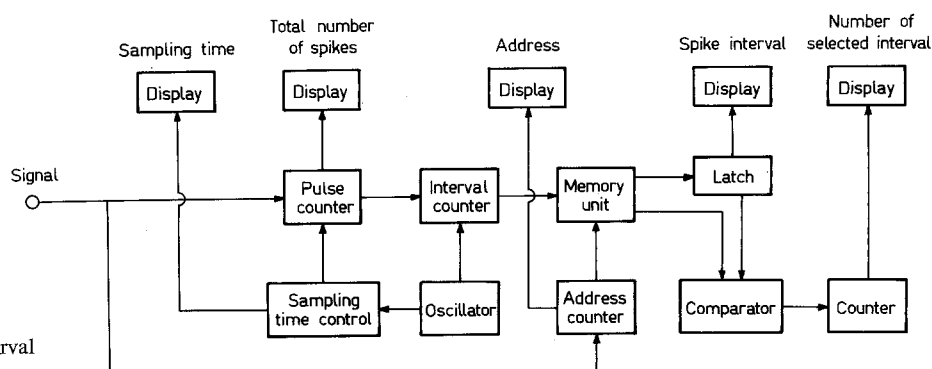 Sampling time
Total number
of spikes
Address
Spike interval
Number of
selected interval
Display
Display
Display
Display
Display
Signal
Pulse
counter
Interval
counter
Memory
unit
Latch
Sampling
time control
Oscillator
Address
counter
Comparator
Counter
rval